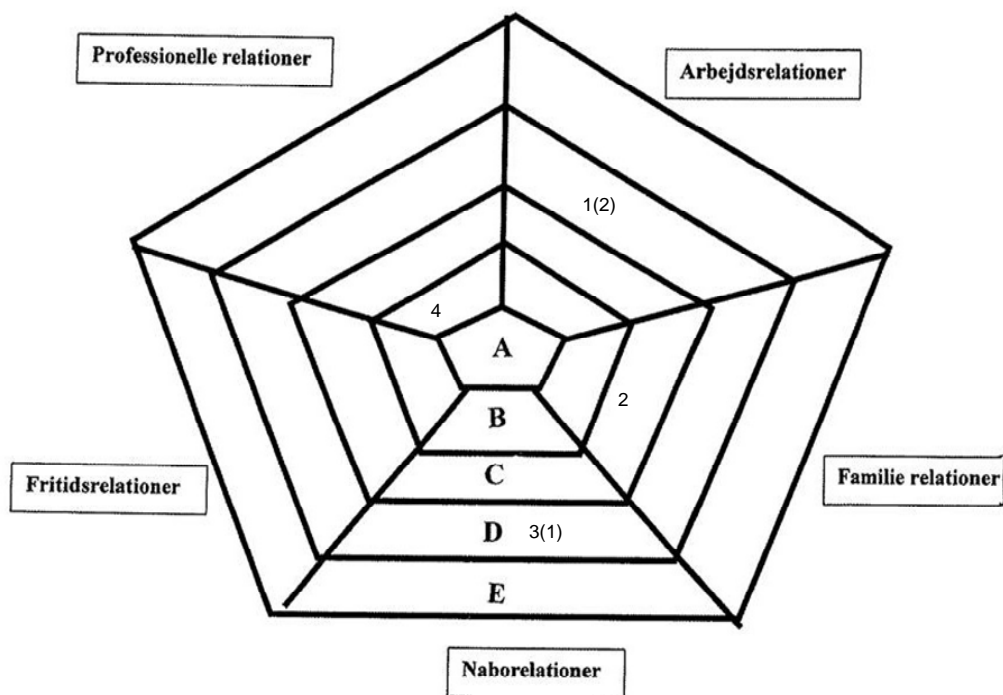 Professionelle relationer
Arbejdsrelationer
1(2)
4
A
2
B
C
Fritidsrelationer
Familie relationer
D
3(1)
E
Naborelationer